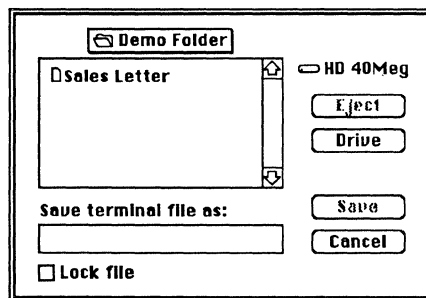 Demo Folder
Sales Letter
HD 40Meg
Eject
Drive
Save terminal file as:
Save
Cancel
Lock file